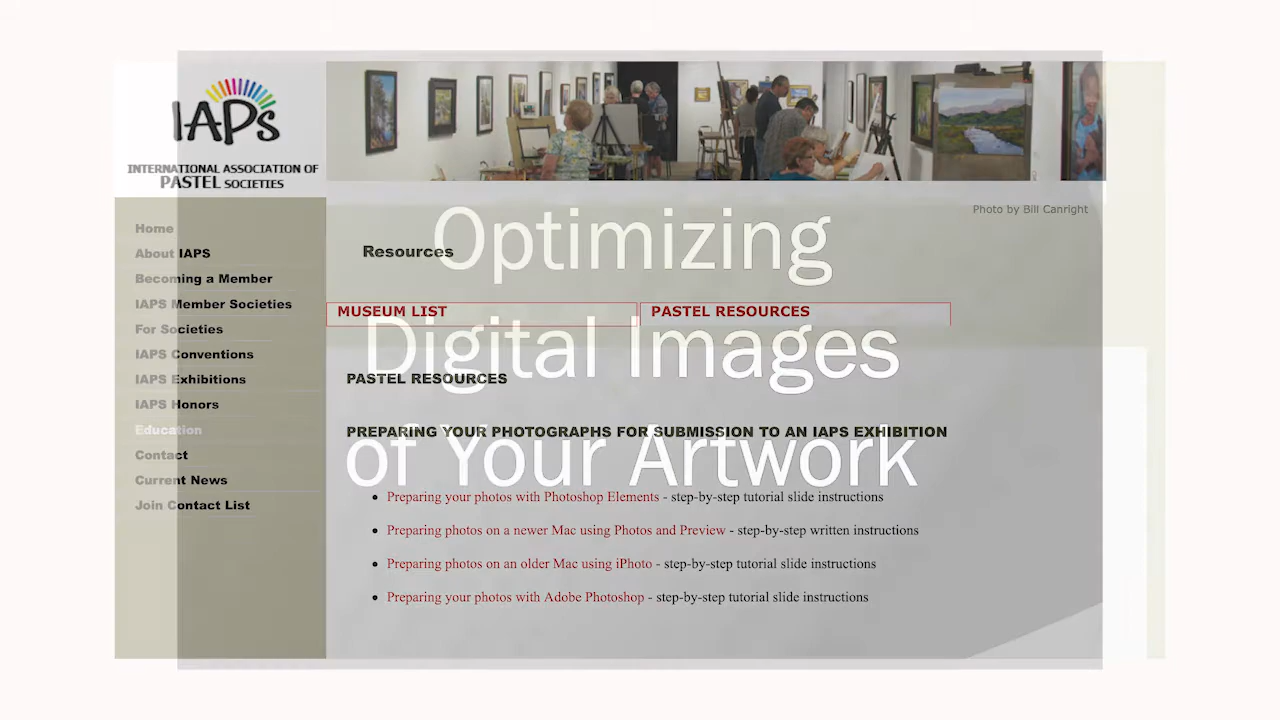 IAPS
INTERNATIONAL ASSOCIATION OF
PASTEL SOCIETIES
Photo by Bill Canright
Home
About IAPS
Becoming a Member
IAPS Member Societies
For Societies
IAPS Conventions
IAPS Exhibitions
IAPS Honors
Education
Contact
Current News
Join Contact List
Optimizing
Digital Images
of Your Artwork
Resources
MUSEUM LIST
PASTEL RESOURCES
PASTEL RESOURCES
PREPARING YOUR PHOTOGRAPHS FOR SUBMISSION TO AN IAPS EXHIBITION
Preparing your photos with Photoshop Elements - step-by-step tutorial slide instructions
Preparing photos on a newer Mac using Photos and Preview - step-by-step written instructions
Preparing photos on an older Mac using iPhoto - step-by-step tutorial slide instructions
Preparing your photos with Adobe Photoshop - step-by-step tutorial slide instructions